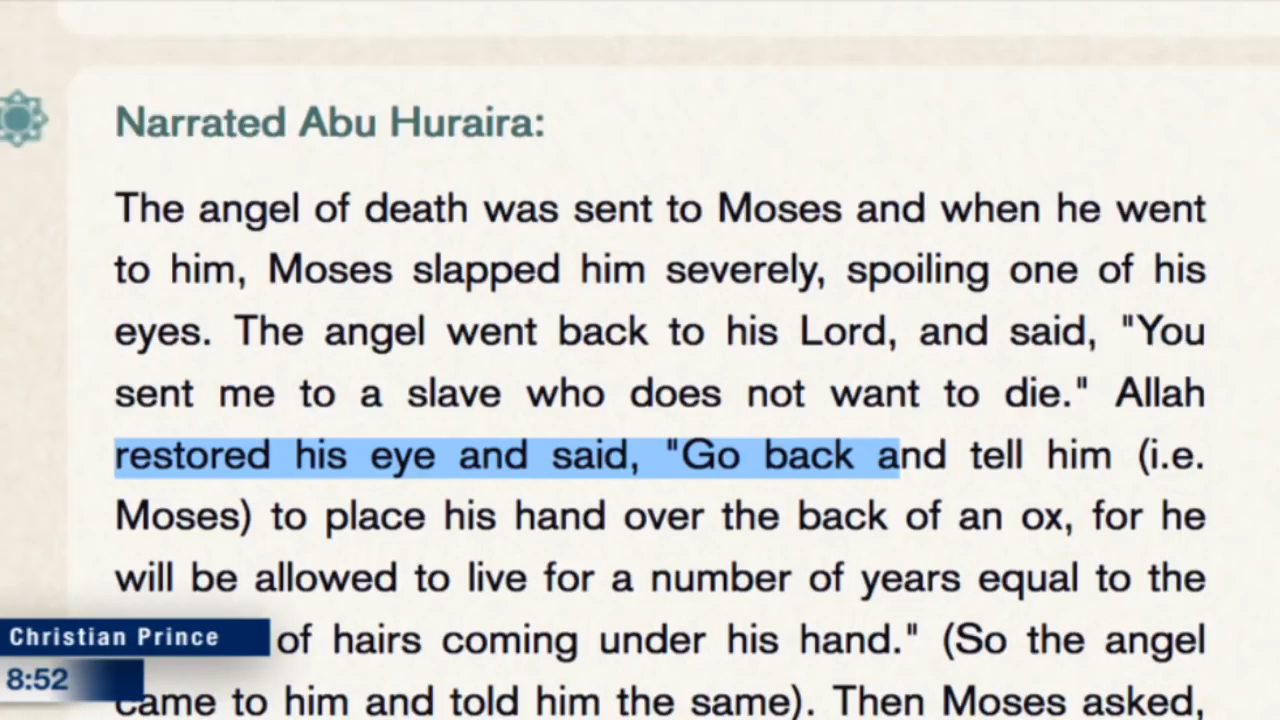 Narrated Abu Huraira:
The angel of death was sent to Moses and when he went
to him, Moses slapped him severely, spoiling one of his
eyes. The angel went back to his Lord, and said, "You
sent me to a slave who does not want to die." Allah
restored his eye and said, "Go back and tell him (i.e.
Moses) to place his hand over the back of an ox, for he
will be allowed to live for a number of years equal to the
of hairs coming under his hand." (So the angel
came to him and told him the same). Then Moses asked,
Christian Prince
8:52